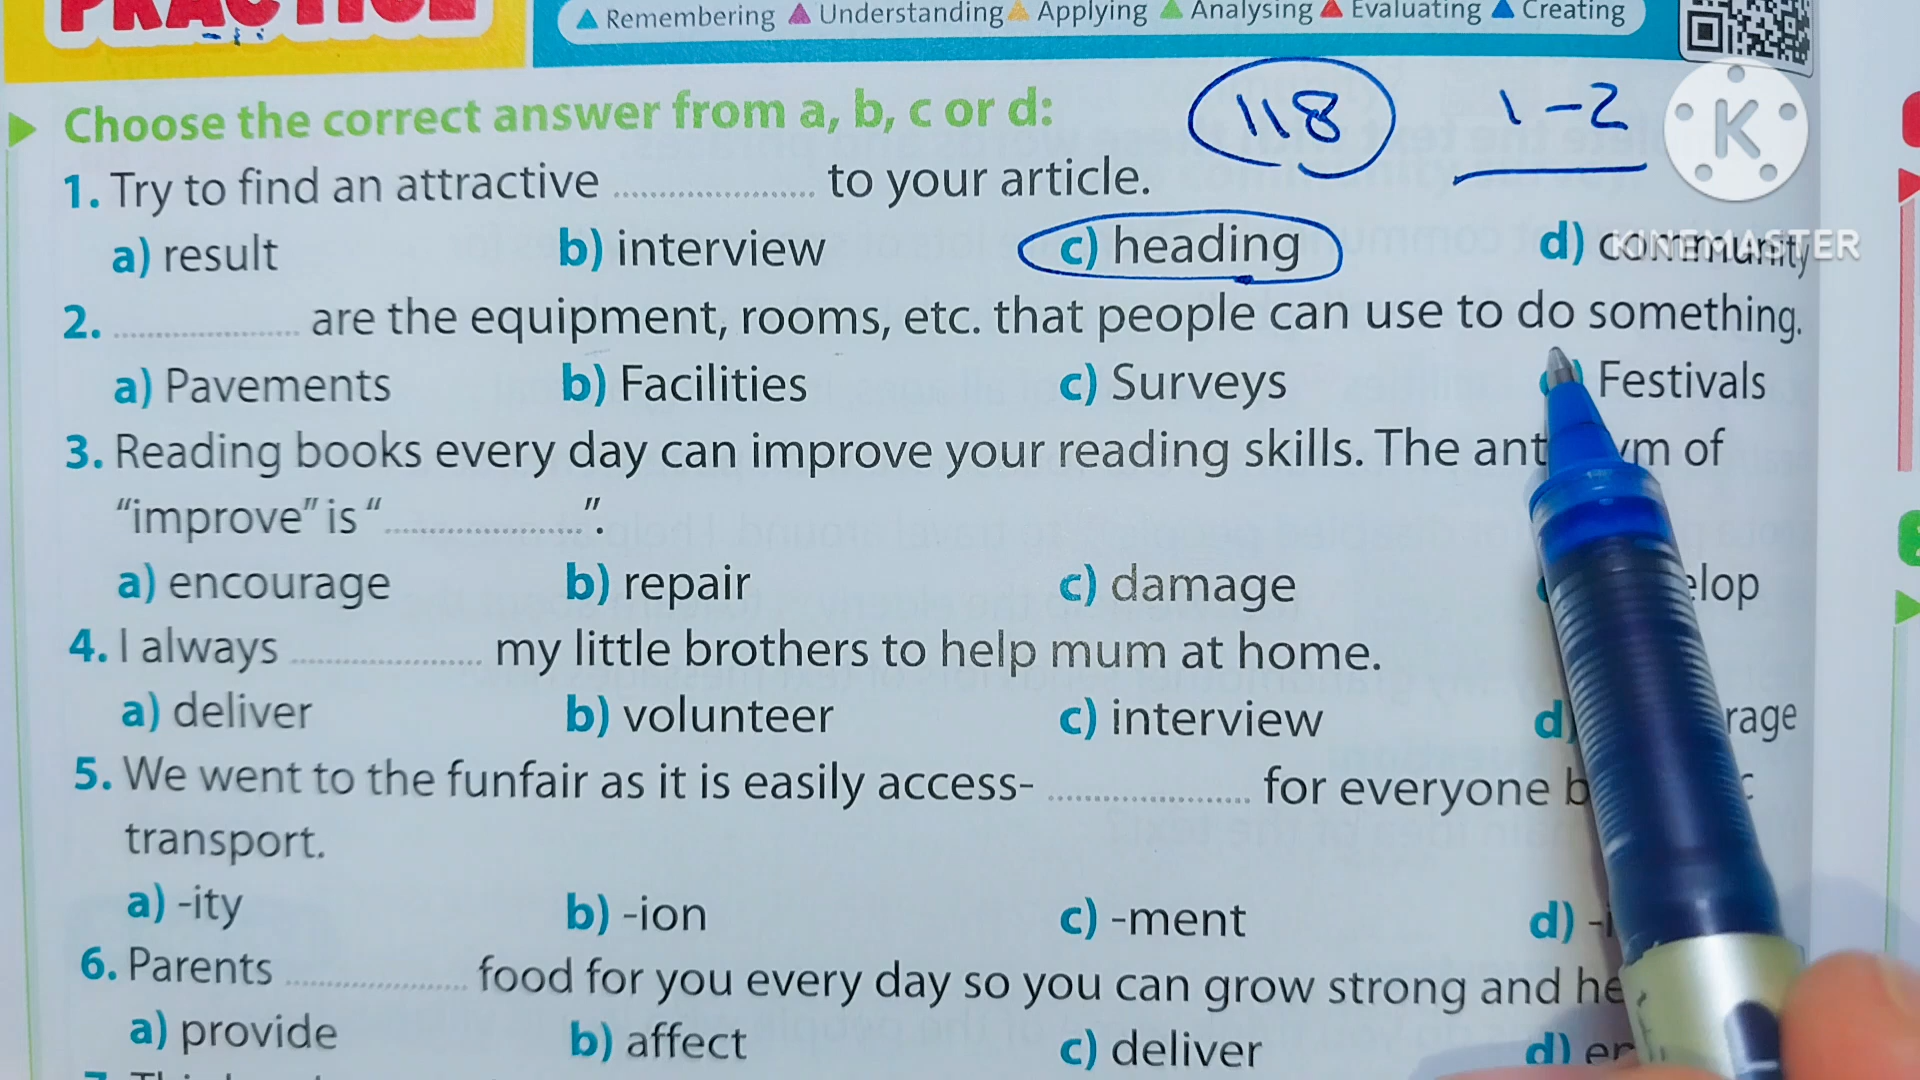 PRACTICE
Remembering Understanding Applying Analysing Evaluating Creating
Choose the correct answer from a, b, c or d:
118 1-2
K
KINEMASTER
1. Try to find an attractive .................... to your article.
a) result b) interview c) heading d) community
2. .................... are the equipment, rooms, etc. that people can use to do something.
a) Pavements b) Facilities c) Surveys Festivals
3. Reading books every day can improve your reading skills. The of
"improve" is "....................".
a) encourage b) repair c) damage
4. I always .................... my little brothers to help mum at home.
a) deliver b) volunteer c) interview d)
5. We went to the funfair as it is easily access- .................... for everyone
transport.
a) -ity b) -ion c) -ment d)
6. Parents .................... food for you every day so you can grow strong and
a) provide b) affect c) deliver d)